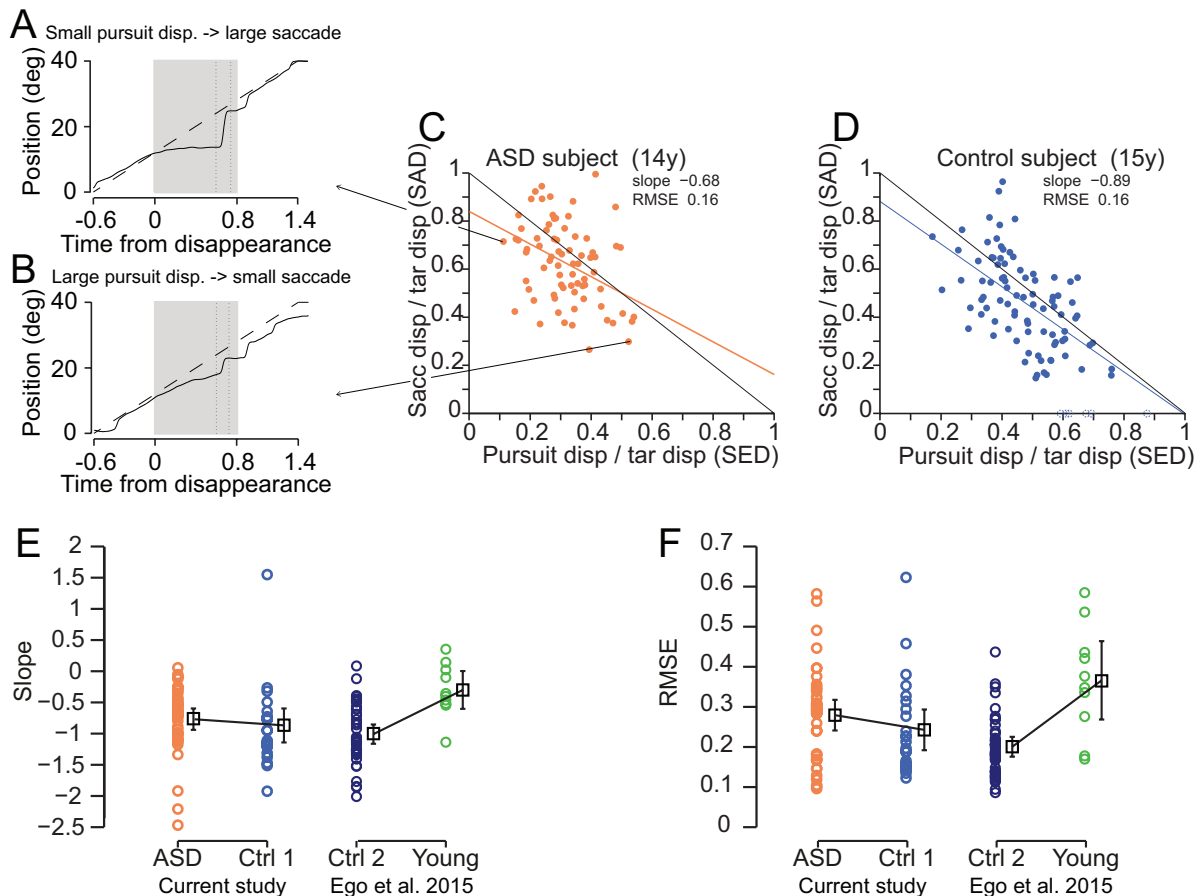 A
Small pursuit disp. -> large saccade
Position (deg)
40
20
0
-0.6
0
0.8
1.4
Time from disappearance
B
Large pursuit disp. -> small saccade
Position (deg)
40
20
0
-0.6
0
0.8
1.4
Time from disappearance
C
ASD subject (14y)
slope −0.68
RMSE 0.16
Sacc disp / tar disp (SAD)
1
0.8
0.6
0.4
0.2
0
0
0.2
0.4
0.6
0.8
1
Pursuit disp / tar disp (SED)
D
Control subject (15y)
slope −0.89
RMSE 0.16
Sacc disp / tar disp (SAD)
1
0.8
0.6
0.4
0.2
0
0
0.2
0.4
0.6
0.8
1
Pursuit disp / tar disp (SED)
E
Slope
2
1.5
1
0.5
0
−0.5
−1
−1.5
−2
−2.5
ASD
Ctrl 1
Ctrl 2
Young
Current study
Ego et al. 2015
F
RMSE
0.7
0.6
0.5
0.4
0.3
0.2
0.1
0
ASD
Ctrl 1
Ctrl 2
Young
Current study
Ego et al. 2015